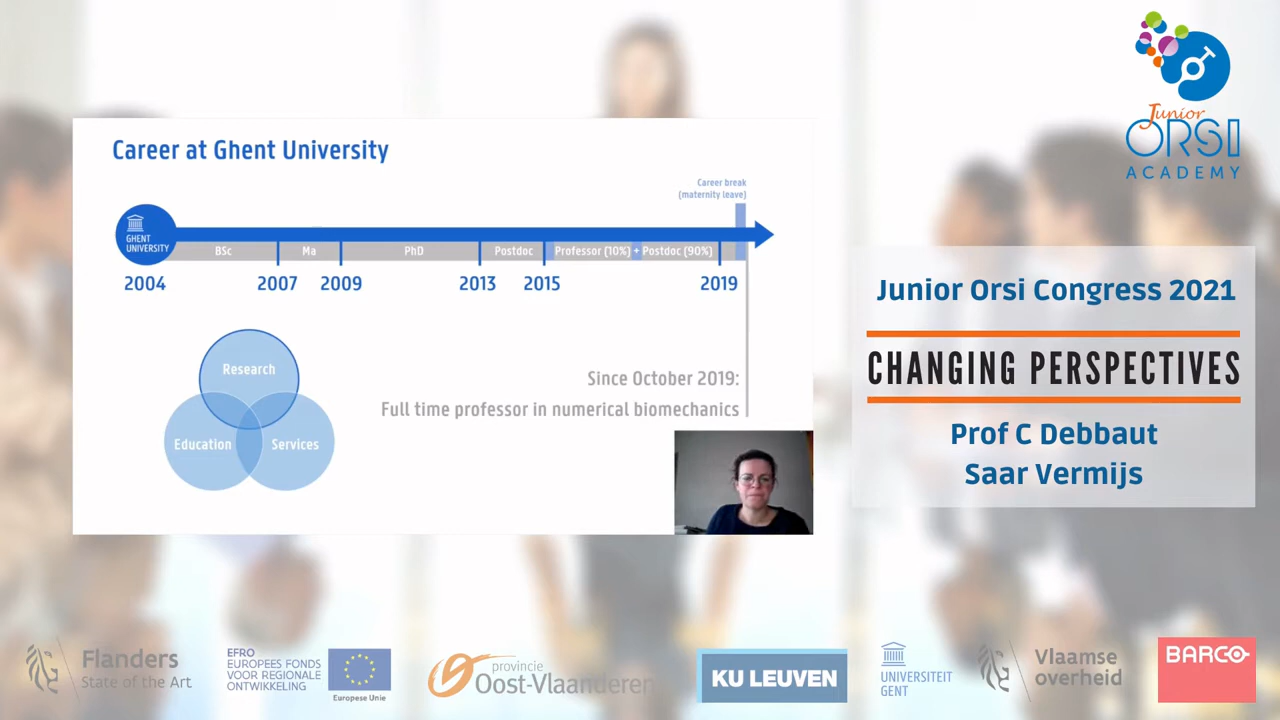 Junior
ORSI
ACADEMY
Career at Ghent University
Career break
(maternity leave)
GHENT
UNIVERSITY
BSc
Ma
PhD
Postdoc
Professor (10%) + Postdoc (90%)
2004
2007
2009
2013
2015
2019
Research
Education
Services
Since October 2019:
Full time professor in numerical biomechanics
Junior Orsi Congress 2021
CHANGING PERSPECTIVES
Prof C Debbaut
Saar Vermijs
Flanders
State of the Art
EFRO
EUROPEES FONDS
VOOR REGIONALE
ONTWIKKELING
Europese Unie
provincie
Oost-Vlaanderen
KU LEUVEN
UNIVERSITEIT
GENT
Vlaamse
overheid
BARCO